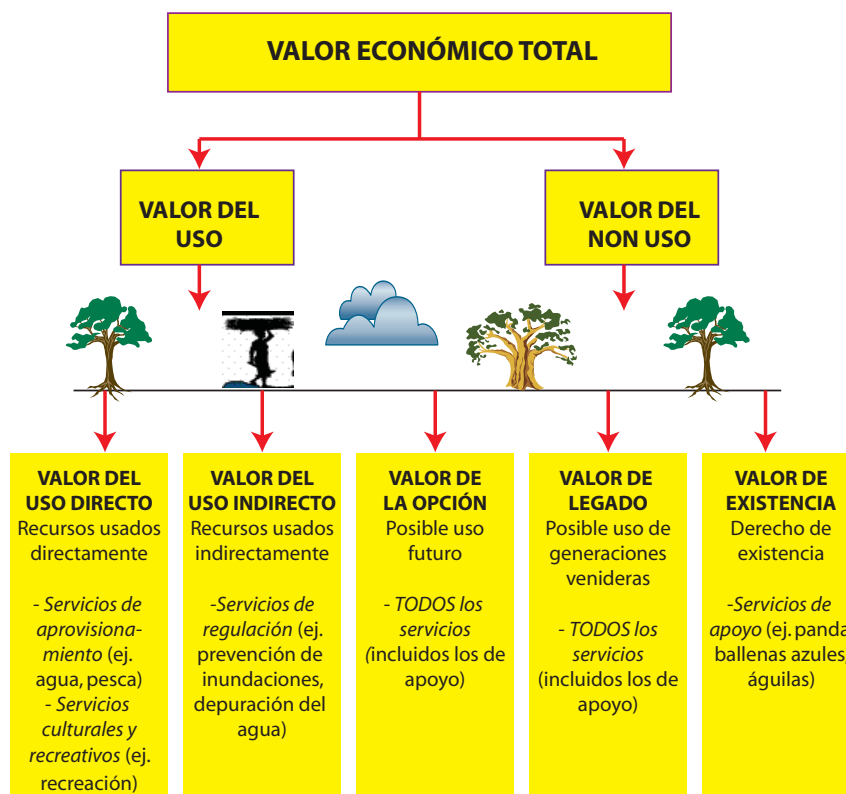 VALOR ECONÓMICO TOTAL
VALOR DEL
USO
VALOR DEL
NON USO
VALOR DEL
USO DIRECTO
Recursos usados
directamente
- Servicios de
aprovisiona-
miento (ej.
agua, pesca)
- Servicios
culturales y
recreativos (ej.
recreación)
VALOR DEL
USO INDIRECTO
Recursos usados
indirectamente
-Servicios de
regulación (ej.
prevención de
inundaciones,
depuración del
agua)
VALOR DE
LA OPCIÓN
Posible uso
futuro
- TODOS los
servicios
(incluidos los de
apoyo)
VALOR DE
LEGADO
Posible uso de
generaciones
venideras
- TODOS los
servicios
(incluidos los de
apoyo)
VALOR DE
EXISTENCIA
Derecho de
existencia
-Servicios de
apoyo (ej. panda,
ballenas azules,
águilas)